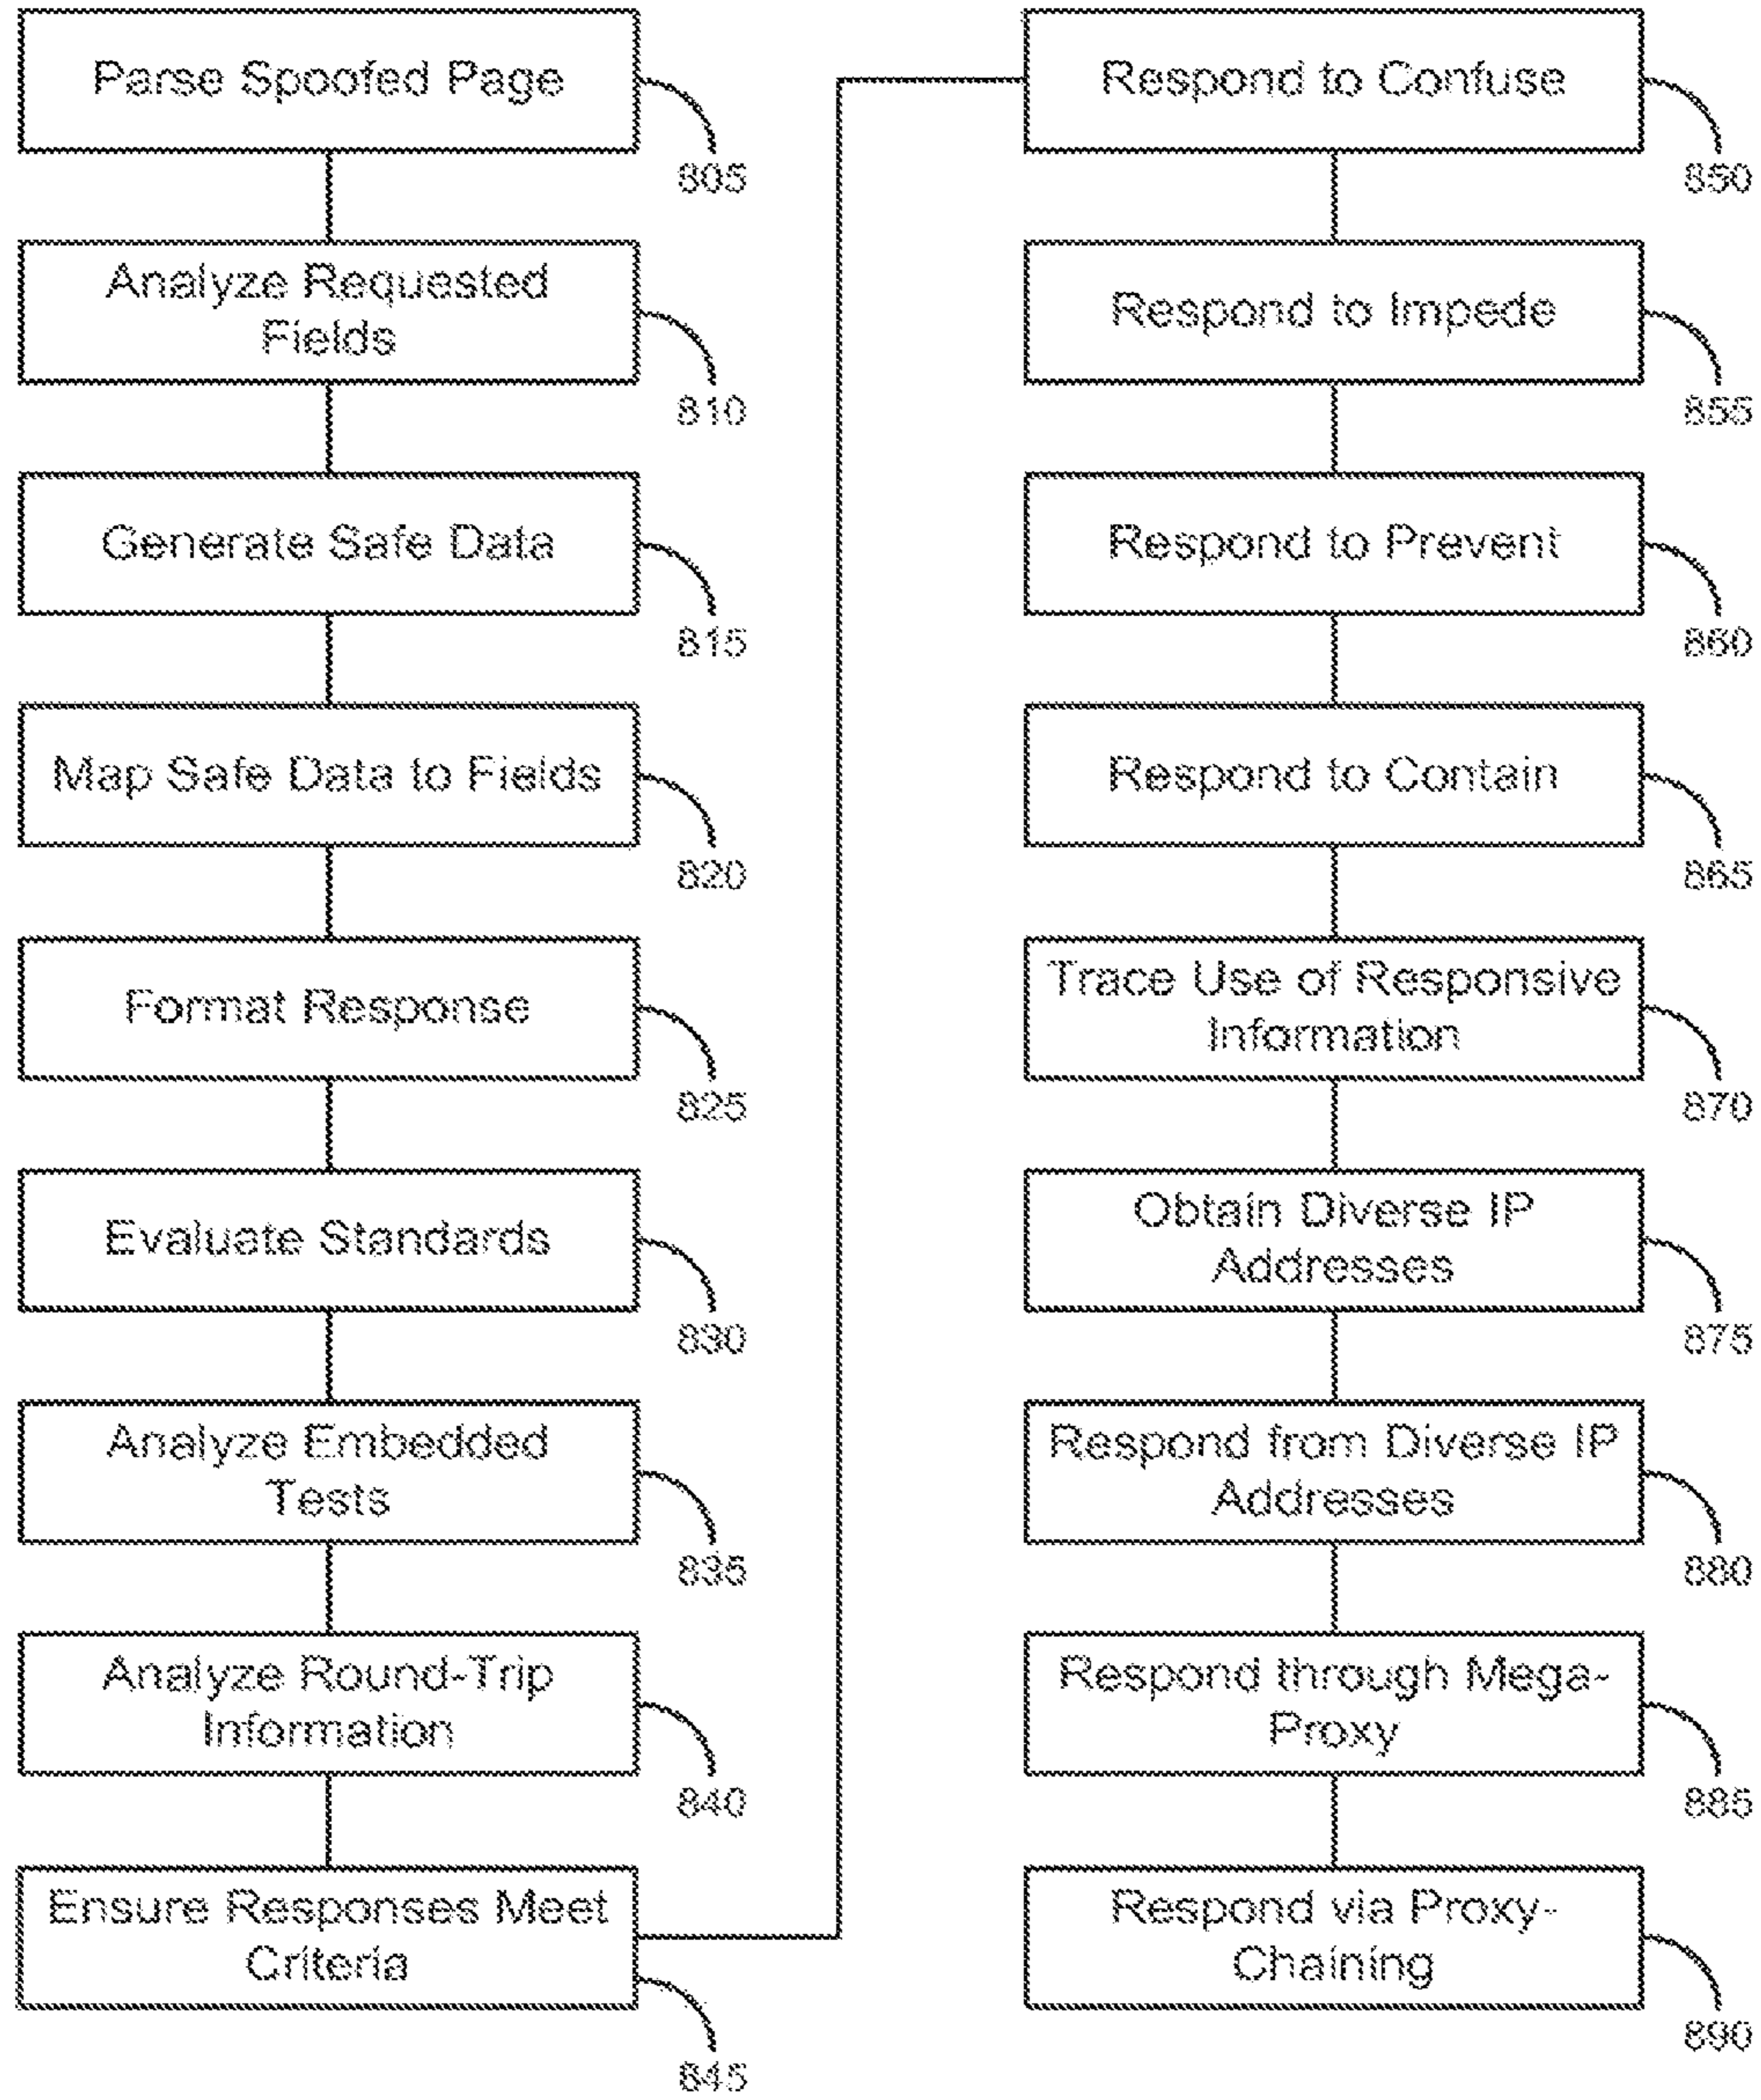 Parse Spoofed Page
805
Analyze Requested
Fields
810
Generate Safe Data
815
Map Safe Data to Fields
820
Format Response
825
Evaluate Standards
830
Analyze Embedded
Tests
835
Analyze Round-Trip
Information
840
Ensure Responses Meet
Criteria
845
Respond to Confuse
850
Respond to Impede
855
Respond to Prevent
860
Respond to Contain
865
Trace Use of Responsive
Information
870
Obtain Diverse IP
Addresses
875
Respond from Diverse IP
Addresses
880
Respond through Mega-
Proxy
885
Respond via Proxy-
Chaining
890